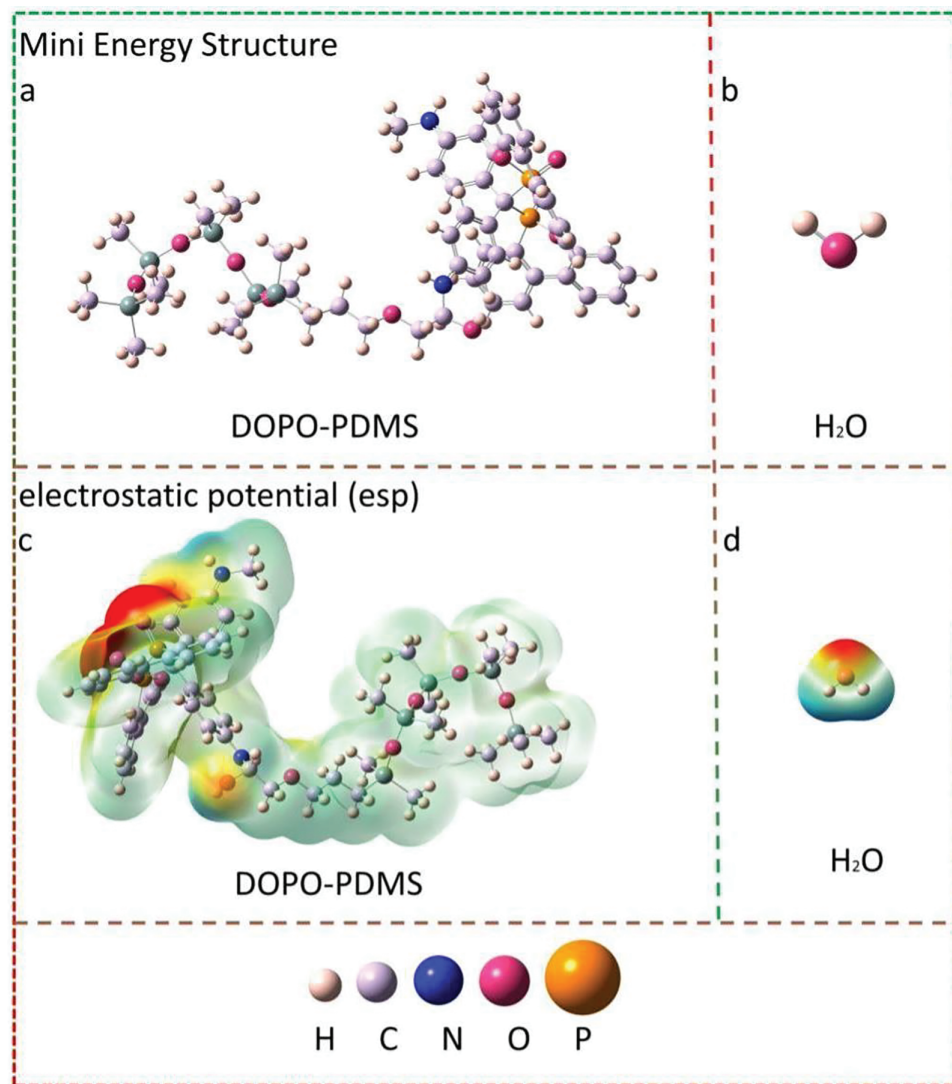 Mini Energy Structure
a
b
DOPO-PDMS
H₂O
electrostatic potential (esp)
c
d
H₂O
DOPO-PDMS
H C N O P